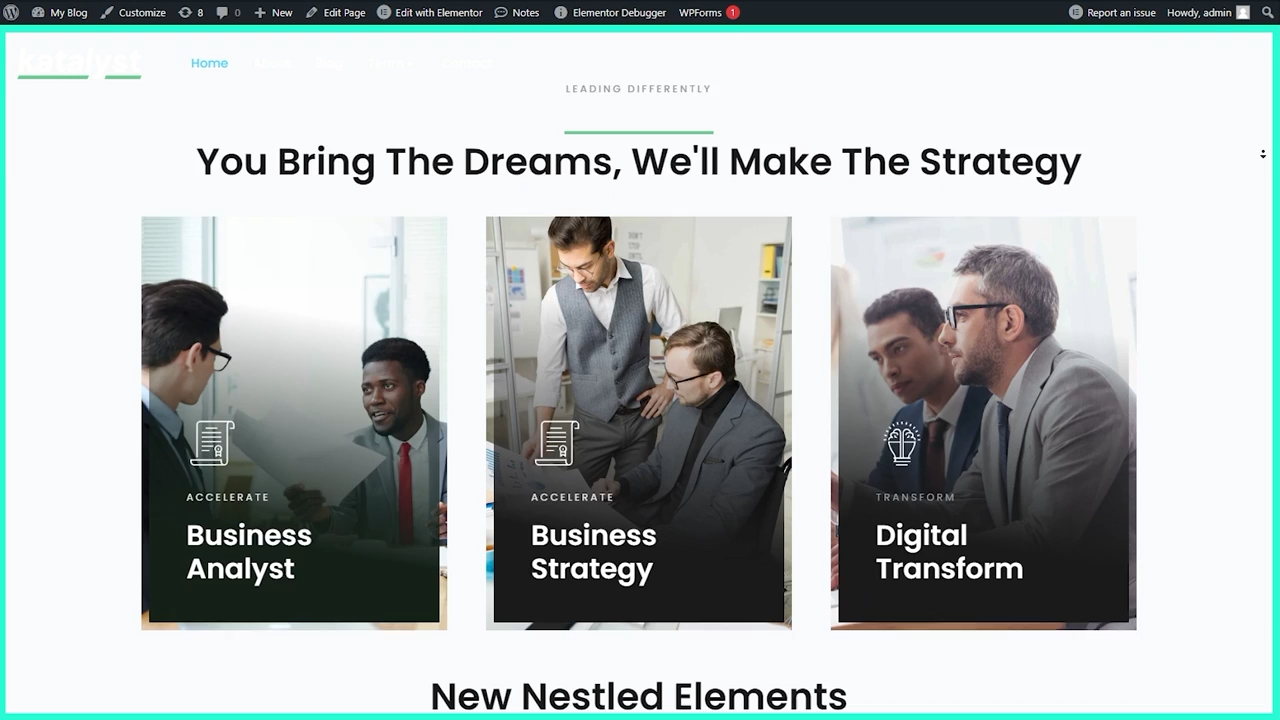 My Blog Customize 8 0 New Edit Page Edit with Elementor Notes Elementor Debugger WPForms 1 Report an issue Howdy, admin
katalyst
Home
LEADING DIFFERENTLY
You Bring The Dreams, We'll Make The Strategy
ACCELERATE
Business
Analyst
ACCELERATE
Business
Strategy
TRANSFORM
Digital
Transform
New Nestled Elements